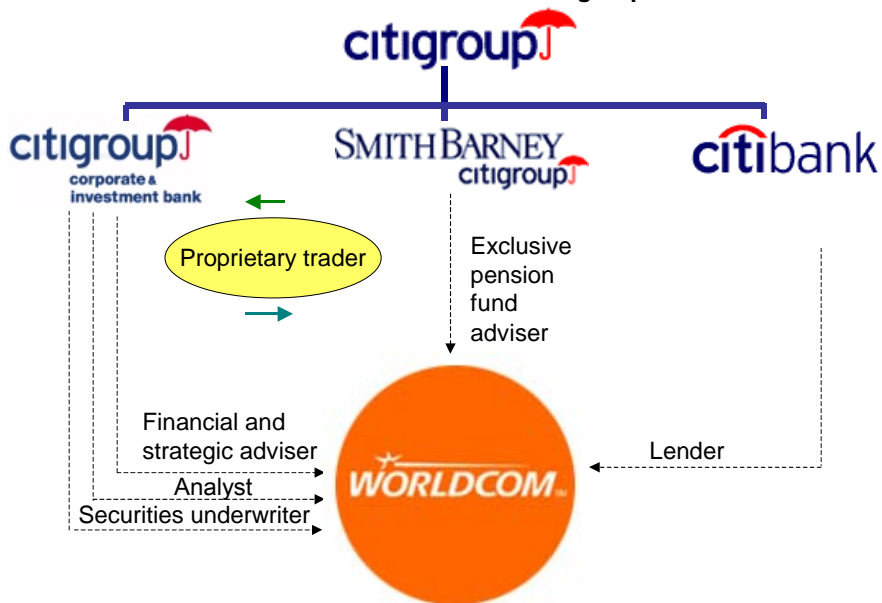 citigroup
citigroup
corporate &
investment bank
SMITH BARNEY
citigroup
citibank
Proprietary trader
Exclusive
pension
fund
adviser
Financial and
strategic adviser
Analyst
Securities underwriter
WORLDCOM
Lender